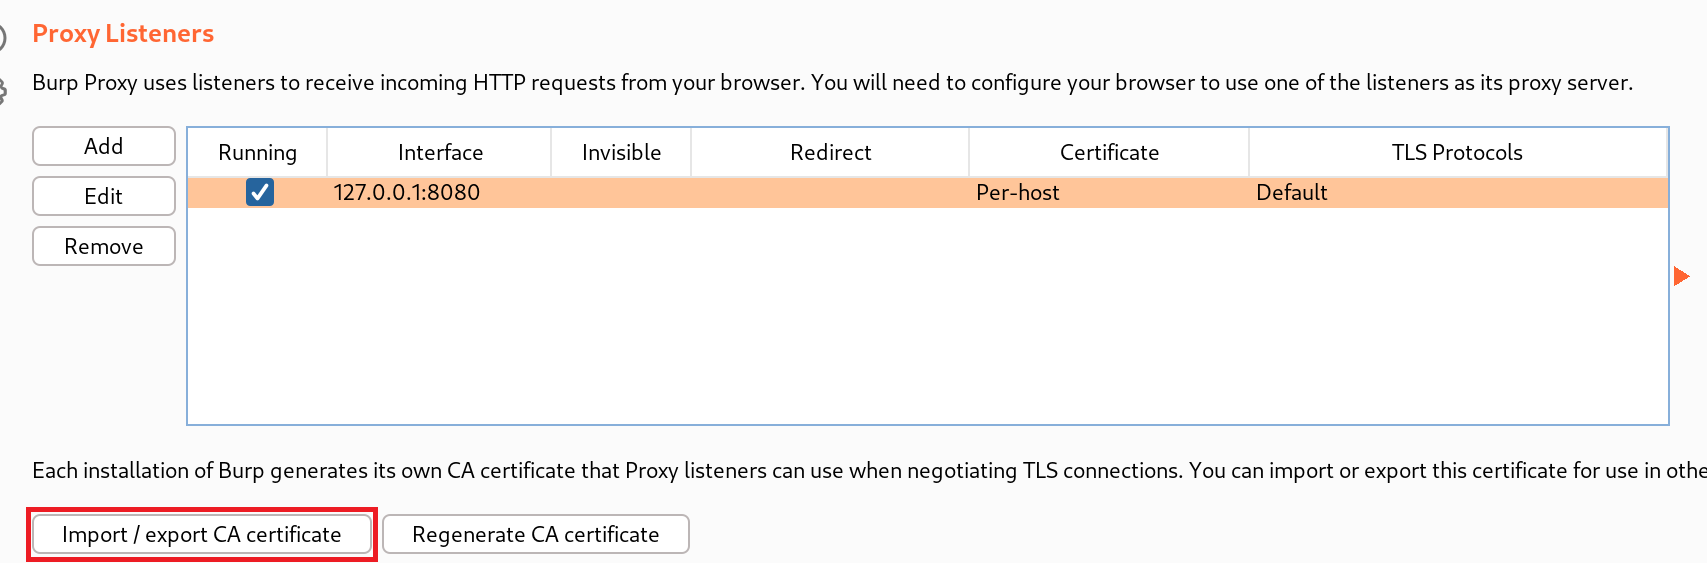 Proxy Listeners
Burp Proxy uses listeners to receive incoming HTTP requests from your browser. You will need to configure your browser to use one of the listeners as its proxy server.
Add
Edit
Remove
Running Interface Invisible Redirect Certificate TLS Protocols
127.0.0.1:8080 Per-host Default
Each installation of Burp generates its own CA certificate that Proxy listeners can use when negotiating TLS connections. You can import or export this certificate for use in othe
Import / export CA certificate Regenerate CA certificate